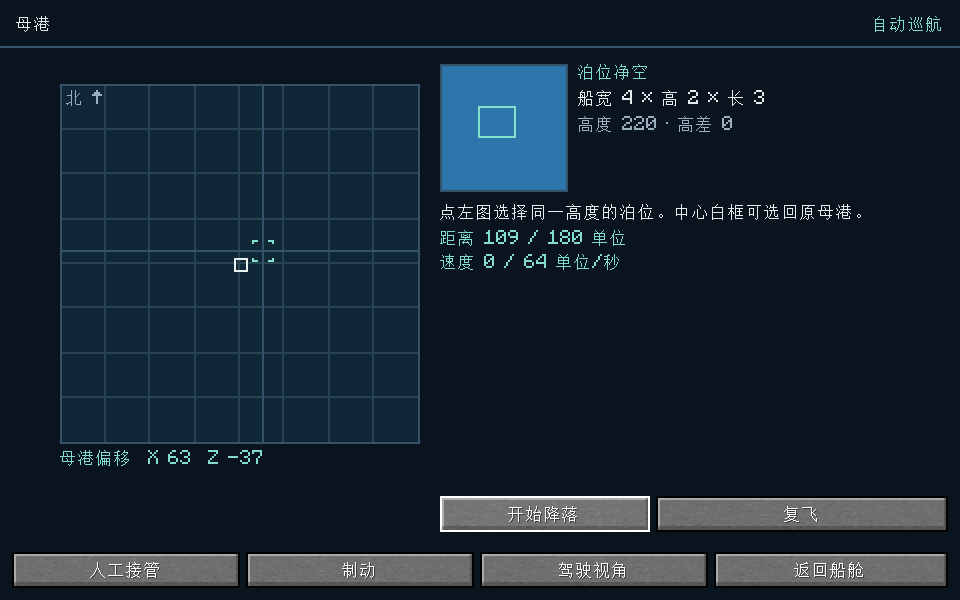 母港
自动巡航
北
泊位净空
船宽 4 × 高 2 × 长 3
高度 220 · 高差 0
点左图选择同一高度的泊位。中心白框可选回原母港。
距离 109 / 180 单位
速度 0 / 64 单位/秒
母港偏移 X 63 Z -37
开始降落
复飞
人工接管
制动
驾驶视角
返回船舱